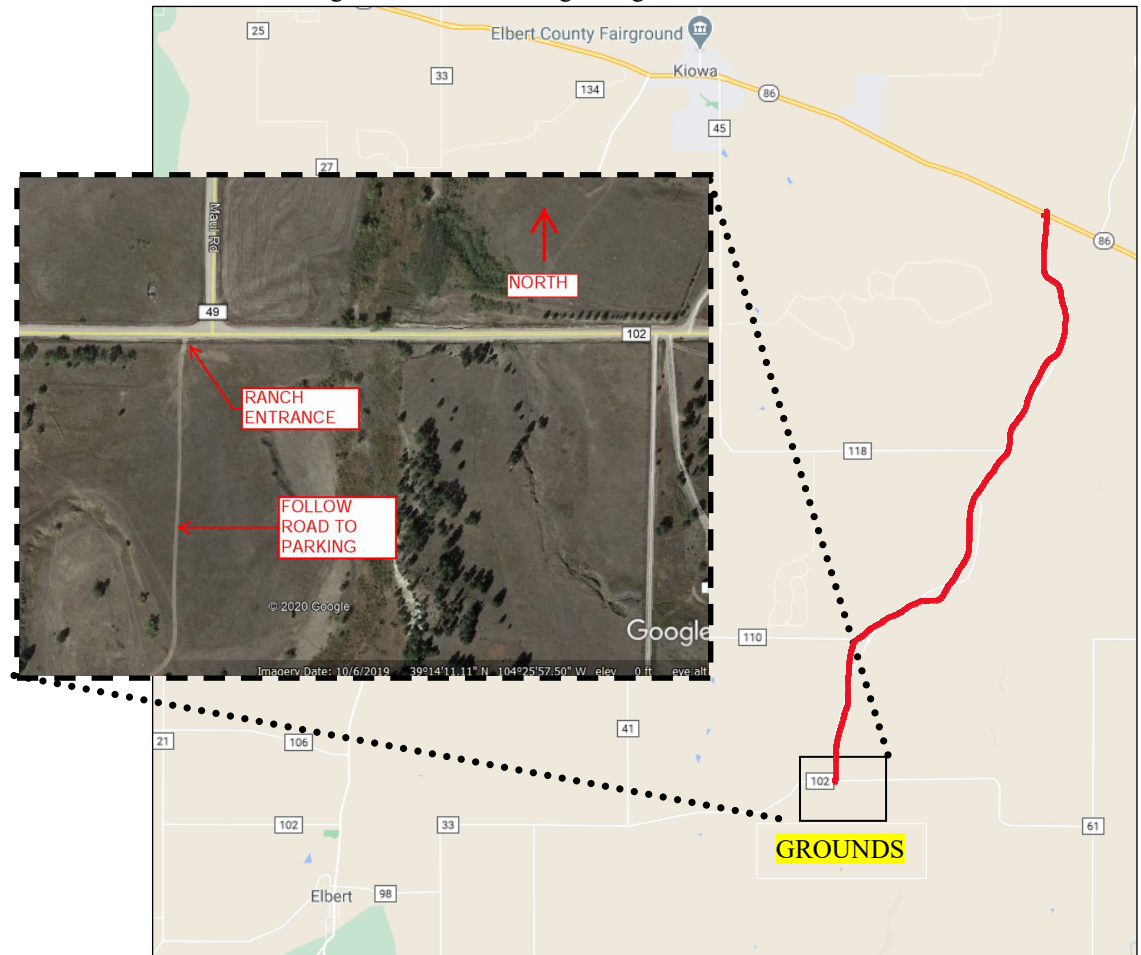 25
Elbert County Fairground
Kiowa
33
134
86
45
27
86
Maul Rd
NORTH
49
102
RANCH
ENTRANCE
118
FOLLOW
ROAD TO
PARKING
© 2020 Google
Google
110
Imagery Date: 10/6/2019 39°14'11.11" N 104°25'57.50" W elev 0 ft eye alt
41
21
106
102
102
33
61
GROUNDS
Elbert
98